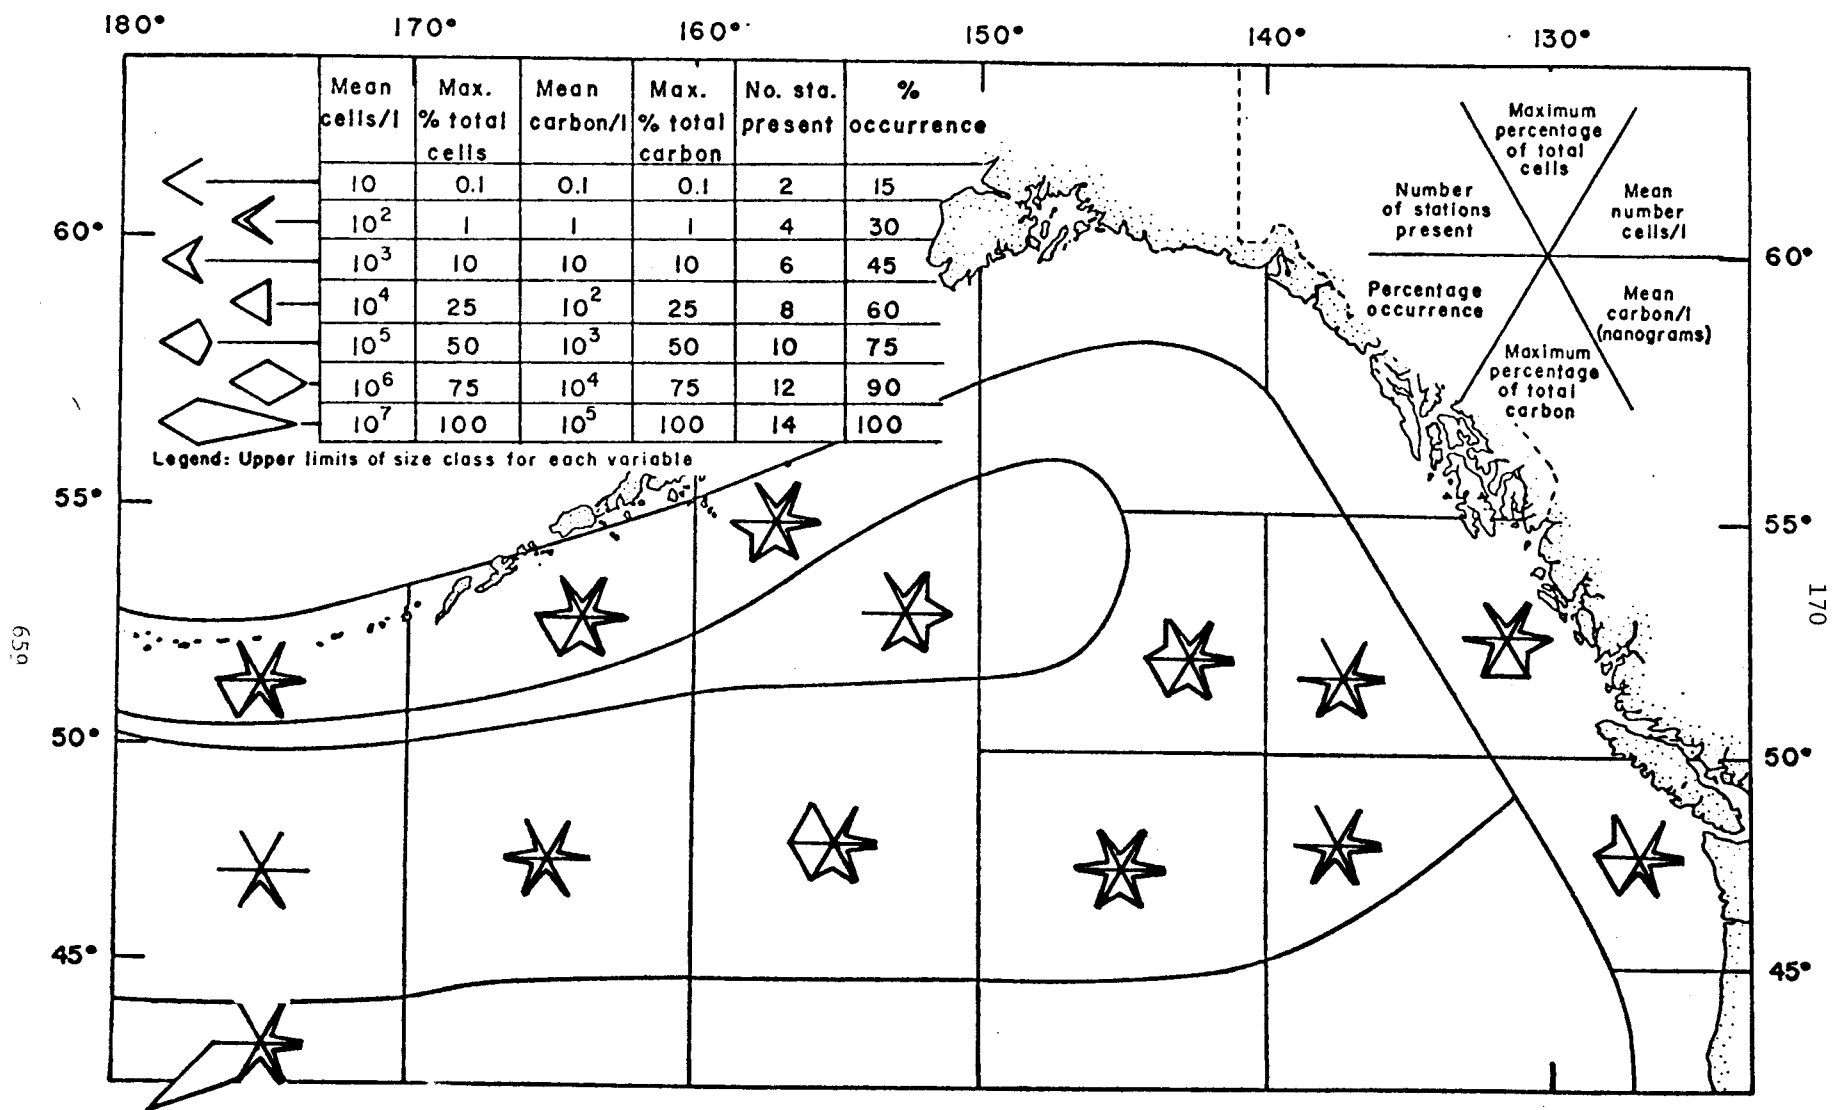 180° 170° 160° 150° 140° 130°
Mean cells/l Max. % total cells Mean carbon/l Max. % total carbon No. sta. present % occurrence
10 0.1 0.1 0.1 2 15
10² 1 1 1 4 30
10³ 10 10 10 6 45
10⁴ 25 10² 25 8 60
10⁵ 50 10³ 50 10 75
10⁶ 75 10⁴ 75 12 90
10⁷ 100 10⁵ 100 14 100
Legend: Upper limits of size class for each variable
Maximum
percentage
of total
cells
Number
of stations
present
Mean
number
cells/l
Percentage
occurrence
Mean
carbon/l
(nanograms)
Maximum
percentage
of total
carbon
60° 60°
55° 55°
50° 50°
45° 45°
659
170